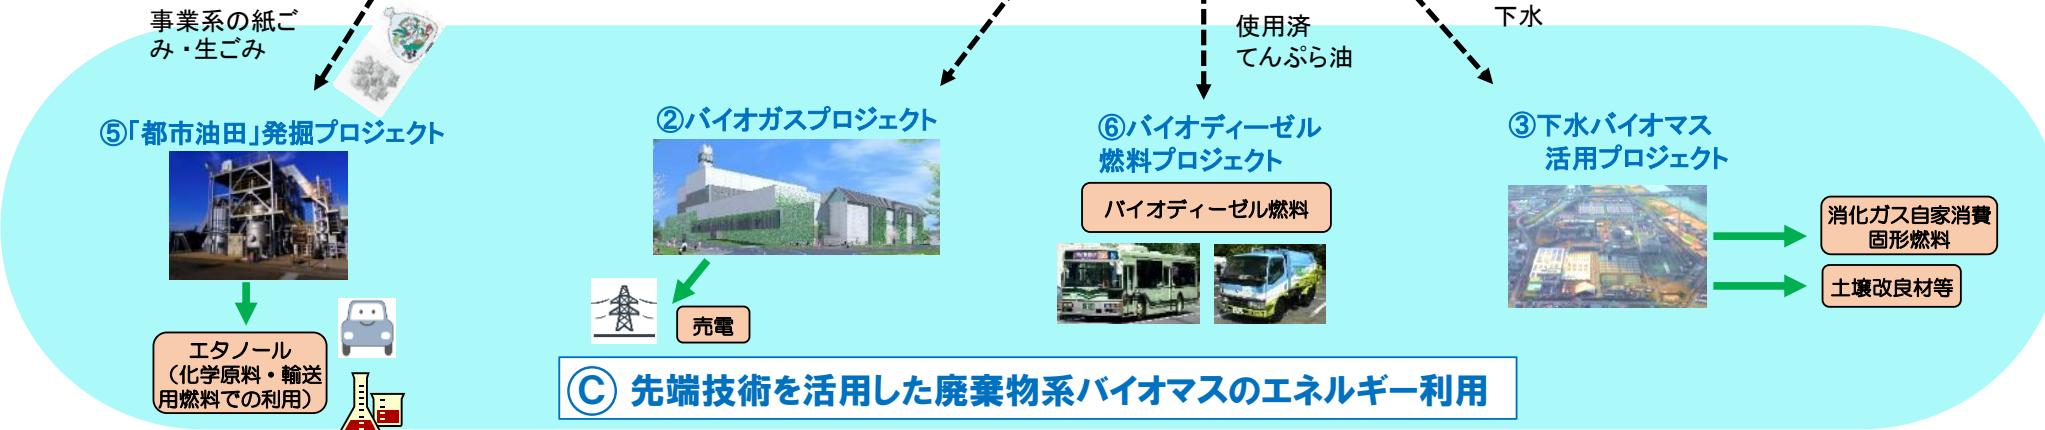 事業系の紙ご
み・生ごみ
使用済
てんぷら油
下水
⑤「都市油田」発掘プロジェクト
②バイオガスプロジェクト
⑥バイオディーゼル
燃料プロジェクト
③下水バイオマス
活用プロジェクト
バイオディーゼル燃料
消化ガス自家消費
固形燃料
土壌改良材等
売電
エタノール
（化学原料・輸送
用燃料での利用）
Ⓒ 先端技術を活用した廃棄物系バイオマスのエネルギー利用